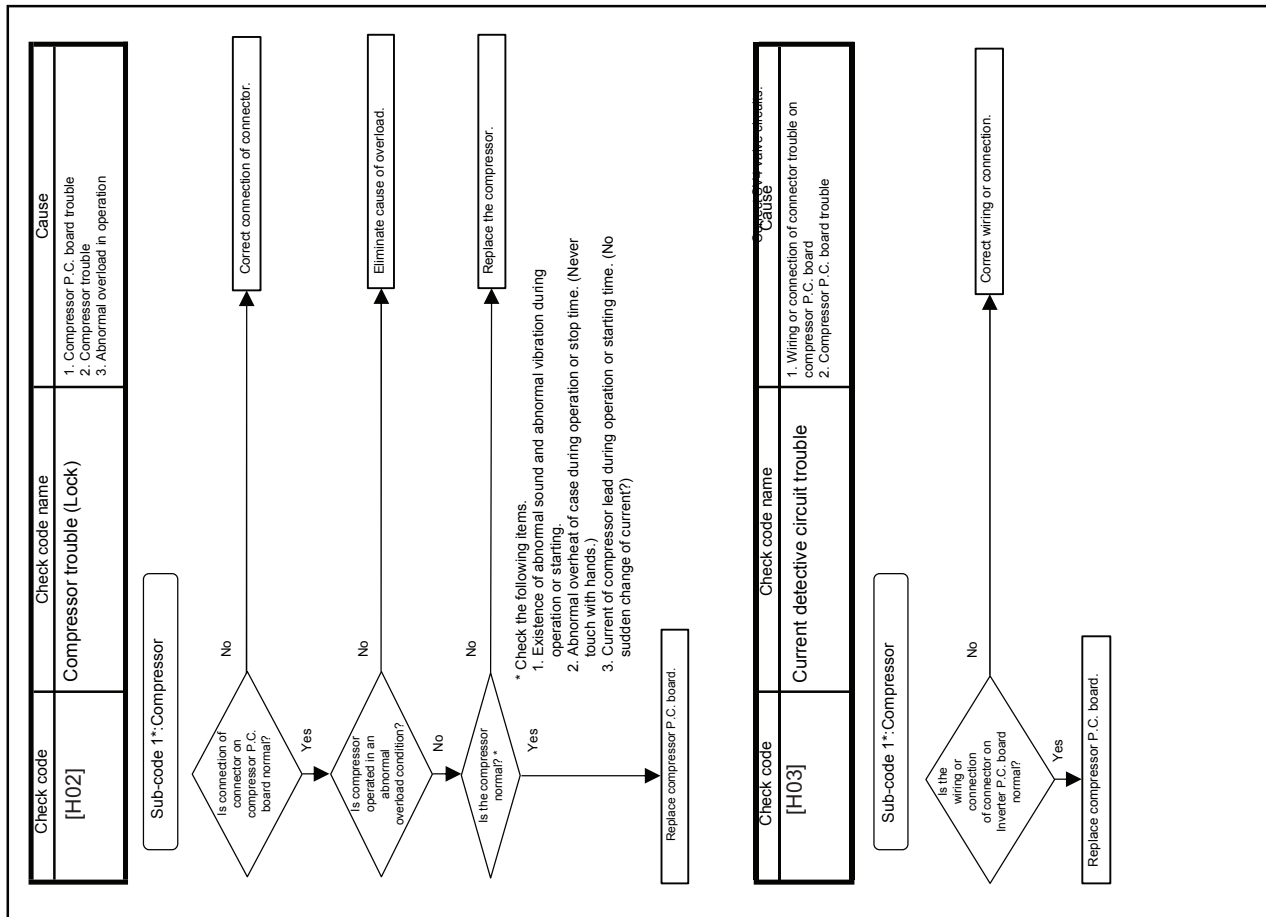 Check code
Check code name
Cause
[H02]
Compressor trouble (Lock)
1. Compressor P.C. board trouble
2. Compressor trouble
3. Abnormal overload in operation
Sub-code 1*:Compressor
Is connection of
connector on
compressor P.C.
board normal?
No
Correct connection of connector.
Yes
Is compressor
operated in an
abnormal
overload condition?
No
Eliminate cause of overload.
No
Is the compressor
normal? *
No
Replace the compressor.
Yes
* Check the following items.
1. Existence of abnormal sound and abnormal vibration during
operation or starting.
2. Abnormal overheat of case during operation or stop time. (Never
touch with hands.)
3. Current of compressor lead during operation or starting time. (No
sudden change of current?)
Replace compressor P.C. board.
Check code
Check code name
valve circuits.
Cause
[H03]
Current detective circuit trouble
1. Wiring or connection of connector trouble on
compressor P.C. board
2. Compressor P.C. board trouble
Sub-code 1*:Compressor
Is the
wiring or
connection
of connector on
Inverter P.C. board
normal?
No
Correct wiring or connection.
Yes
Replace compressor P.C. board.